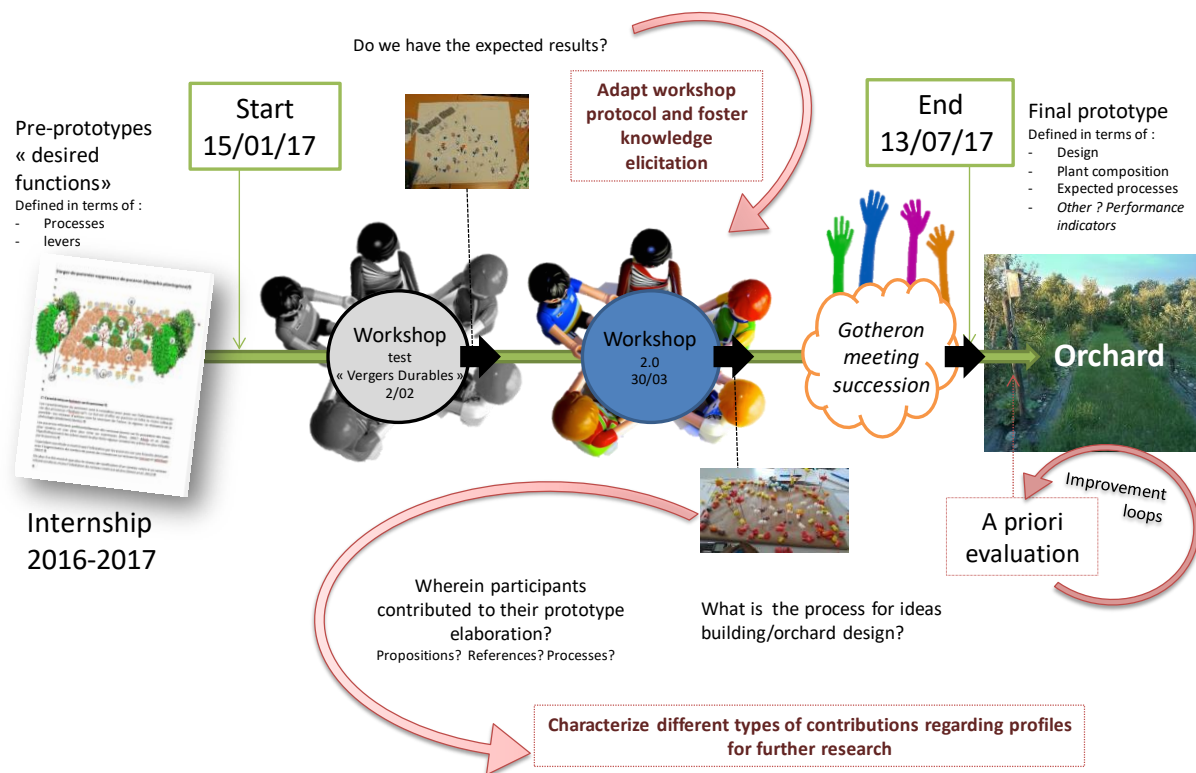 Do we have the expected results?
Start
15/01/17
Adapt workshop
protocol and foster
knowledge
elicitation
End
13/07/17
Pre-prototypes
« desired
functions»
Defined in terms of :
- Processes
- levers
Final prototype
Defined in terms of :
- Design
- Plant composition
- Expected processes
- Other ? Performance
indicators
Workshop
test
« Vergers Durables »
2/02
Workshop
2.0
30/03
Gotheron
meeting
succession
Orchard
Internship
2016-2017
Improvement
loops
A priori
evaluation
Wherein participants
contributed to their prototype
elaboration?
Propositions? References? Processes?
What is the process for ideas
building/orchard design?
Characterize different types of contributions regarding profiles
for further research